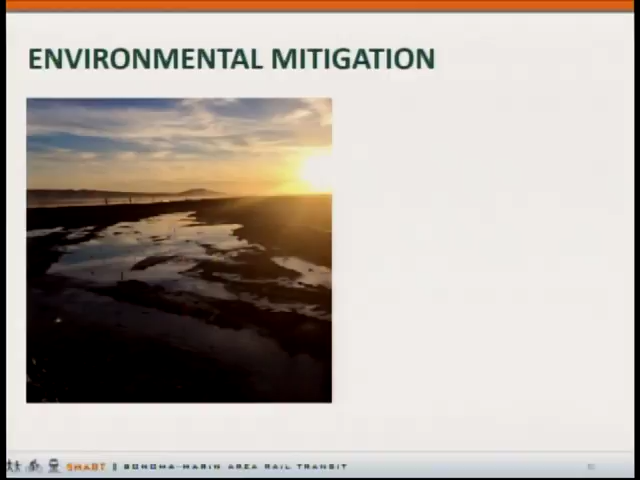 ENVIRONMENTAL MITIGATION
SMART | SONOMA-MARIN AREA RAIL TRANSIT